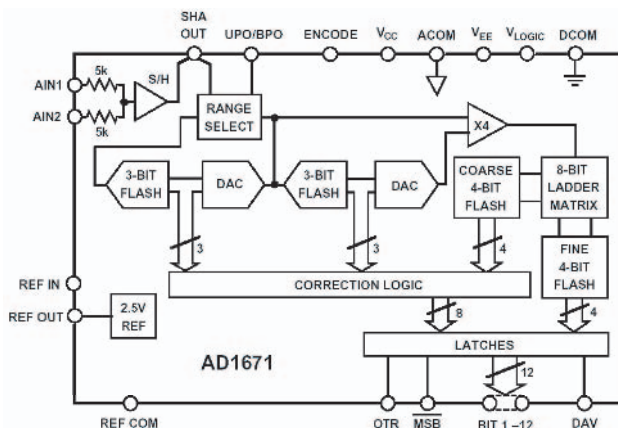 SHA
OUT
UPO/BPO
ENCODE
VCC
ACOM
VEE
VLOGIC
DCOM
AIN1
5k
S/H
AIN2
5k
RANGE
SELECT
X4
3-BIT
FLASH
DAC
3-BIT
FLASH
DAC
COARSE
4-BIT
FLASH
8-BIT
LADDER
MATRIX
3
3
4
FINE
4-BIT
FLASH
REF IN
CORRECTION LOGIC
REF OUT
2.5V
REF
8
4
LATCHES
AD1671
12
REF COM
OTR
MSB
BIT 1 –12
DAV